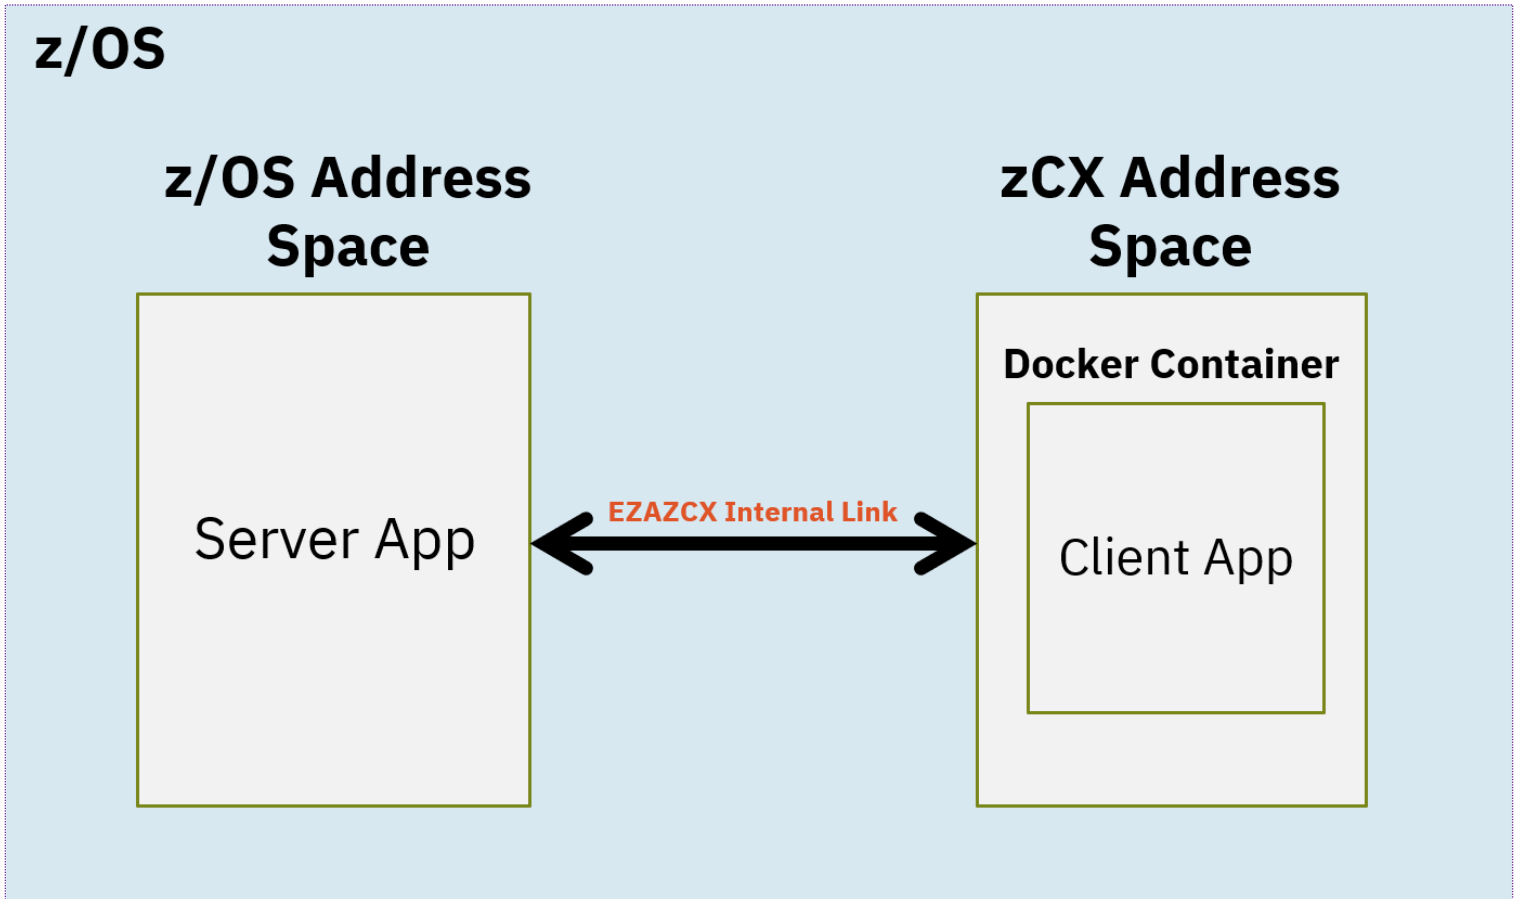 z/OS
z/OS Address
Space
zCX Address
Space
Docker Container
EZAZCX Internal Link
Server App
Client App